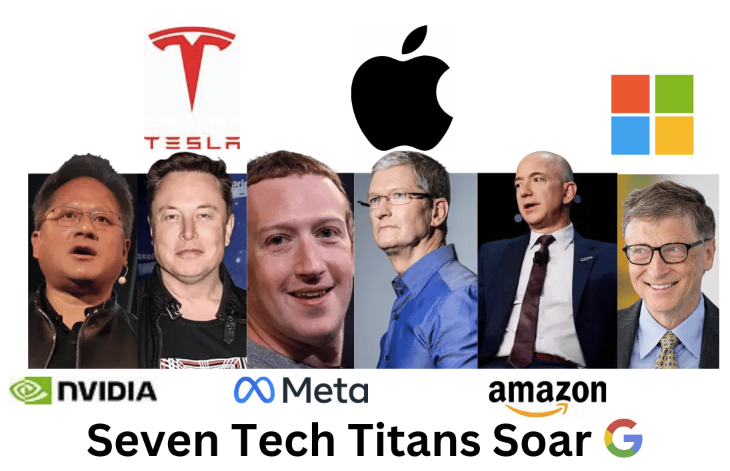 TESLA
NVIDIA
Meta
amazon
Seven Tech Titans Soar G